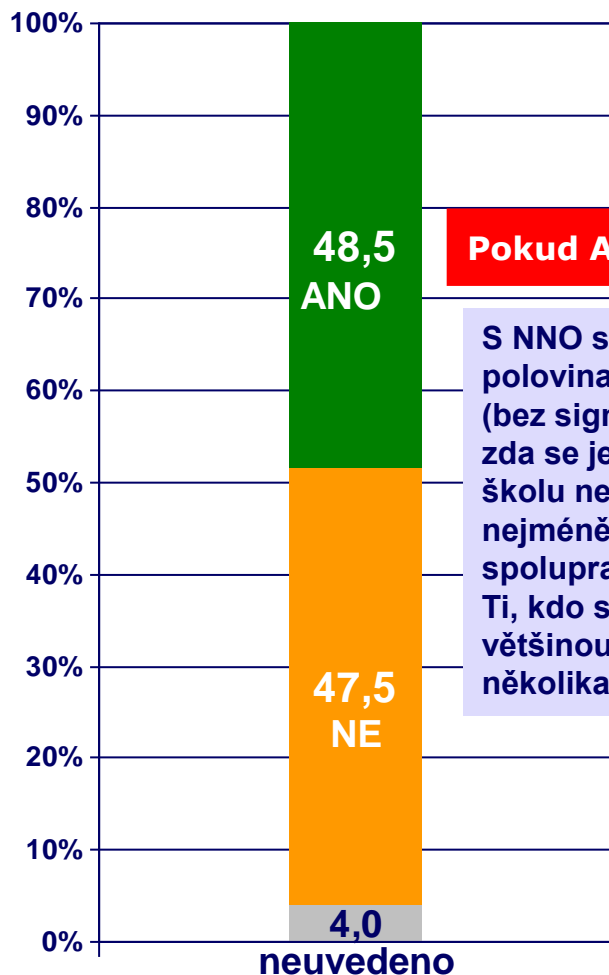 100%
90%
80%
70%
60%
50%
40%
30%
20%
10%
0%
48,5
ANO
47,5
NE
4,0
neuvedeno
Pokud A
S NNO s
polovina
(bez sign
zda se je
školu ne
nejméně
spolupra
Ti, kdo s
většinou
několika